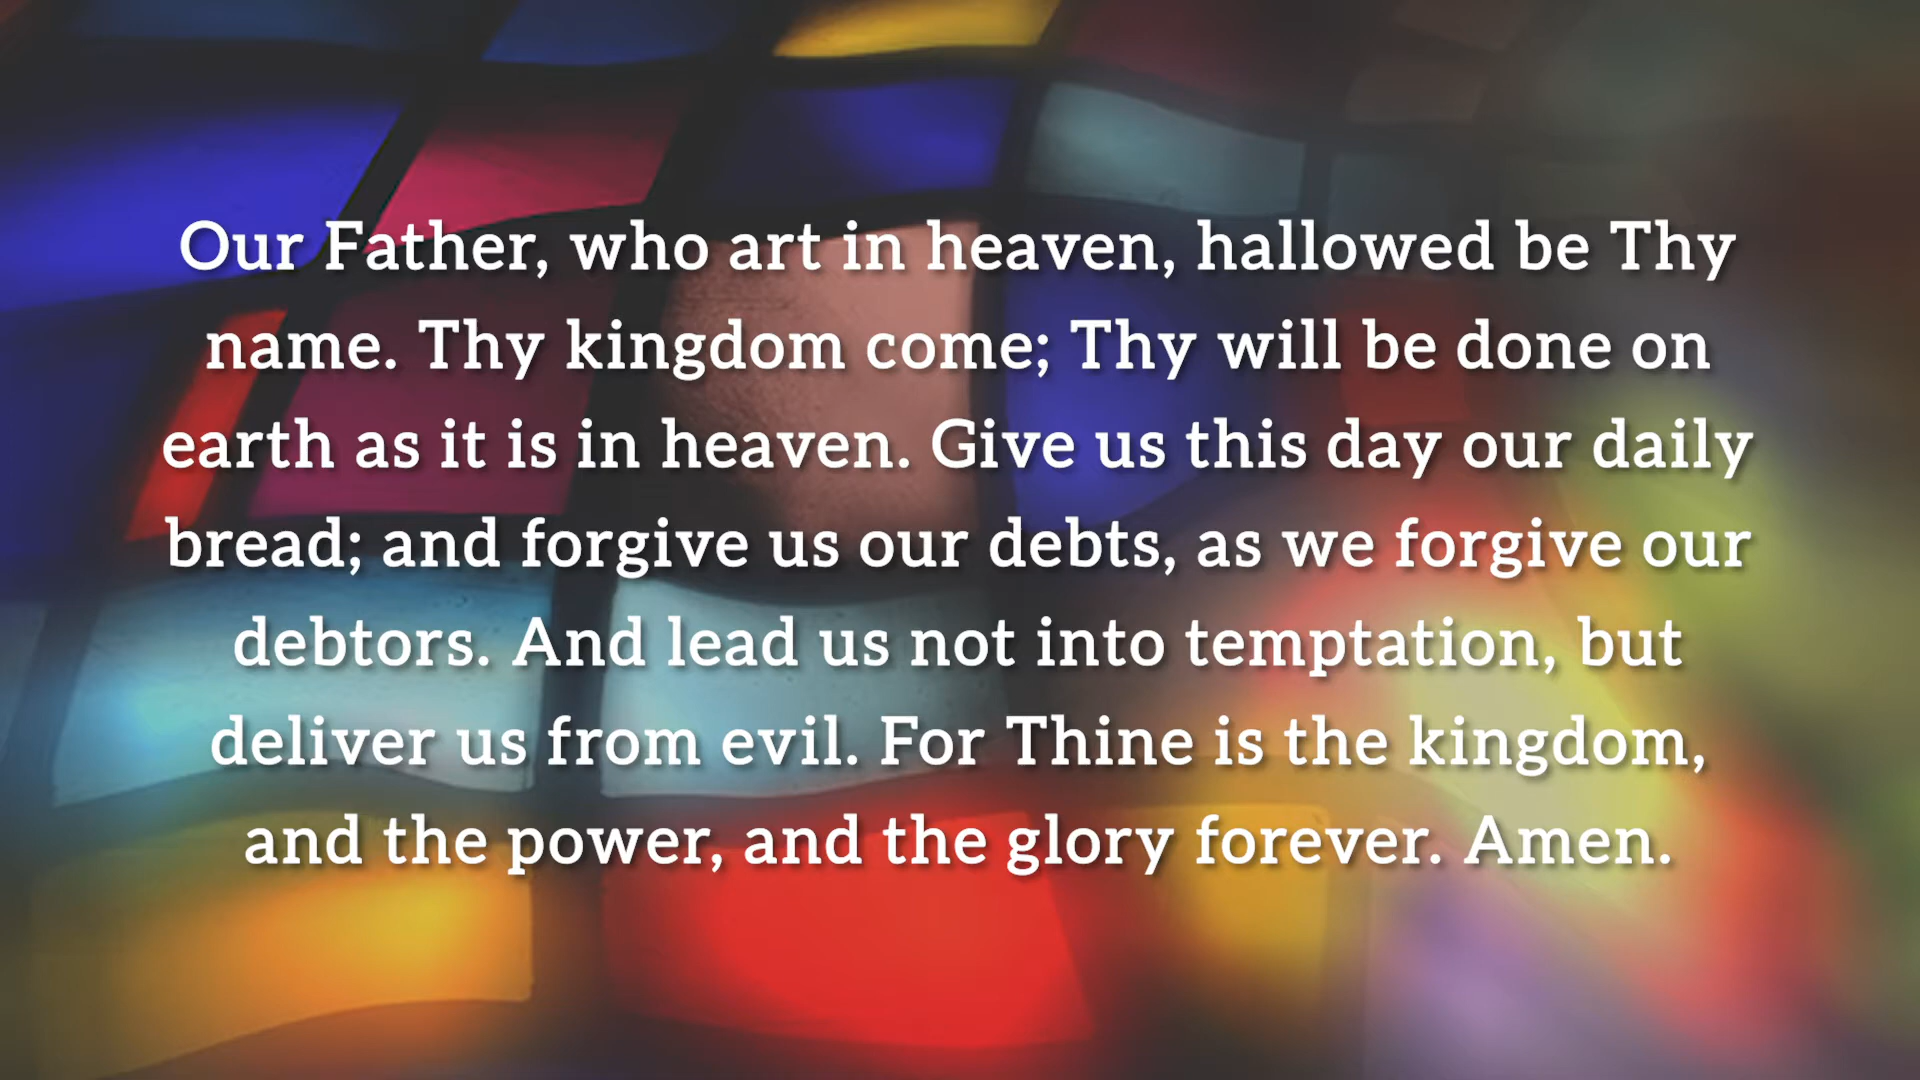 Our Father, who art in heaven, hallowed be Thy
name. Thy kingdom come; Thy will be done on
earth as it is in heaven. Give us this day our daily
bread; and forgive us our debts, as we forgive our
debtors. And lead us not into temptation, but
deliver us from evil. For Thine is the kingdom,
and the power, and the glory forever. Amen.